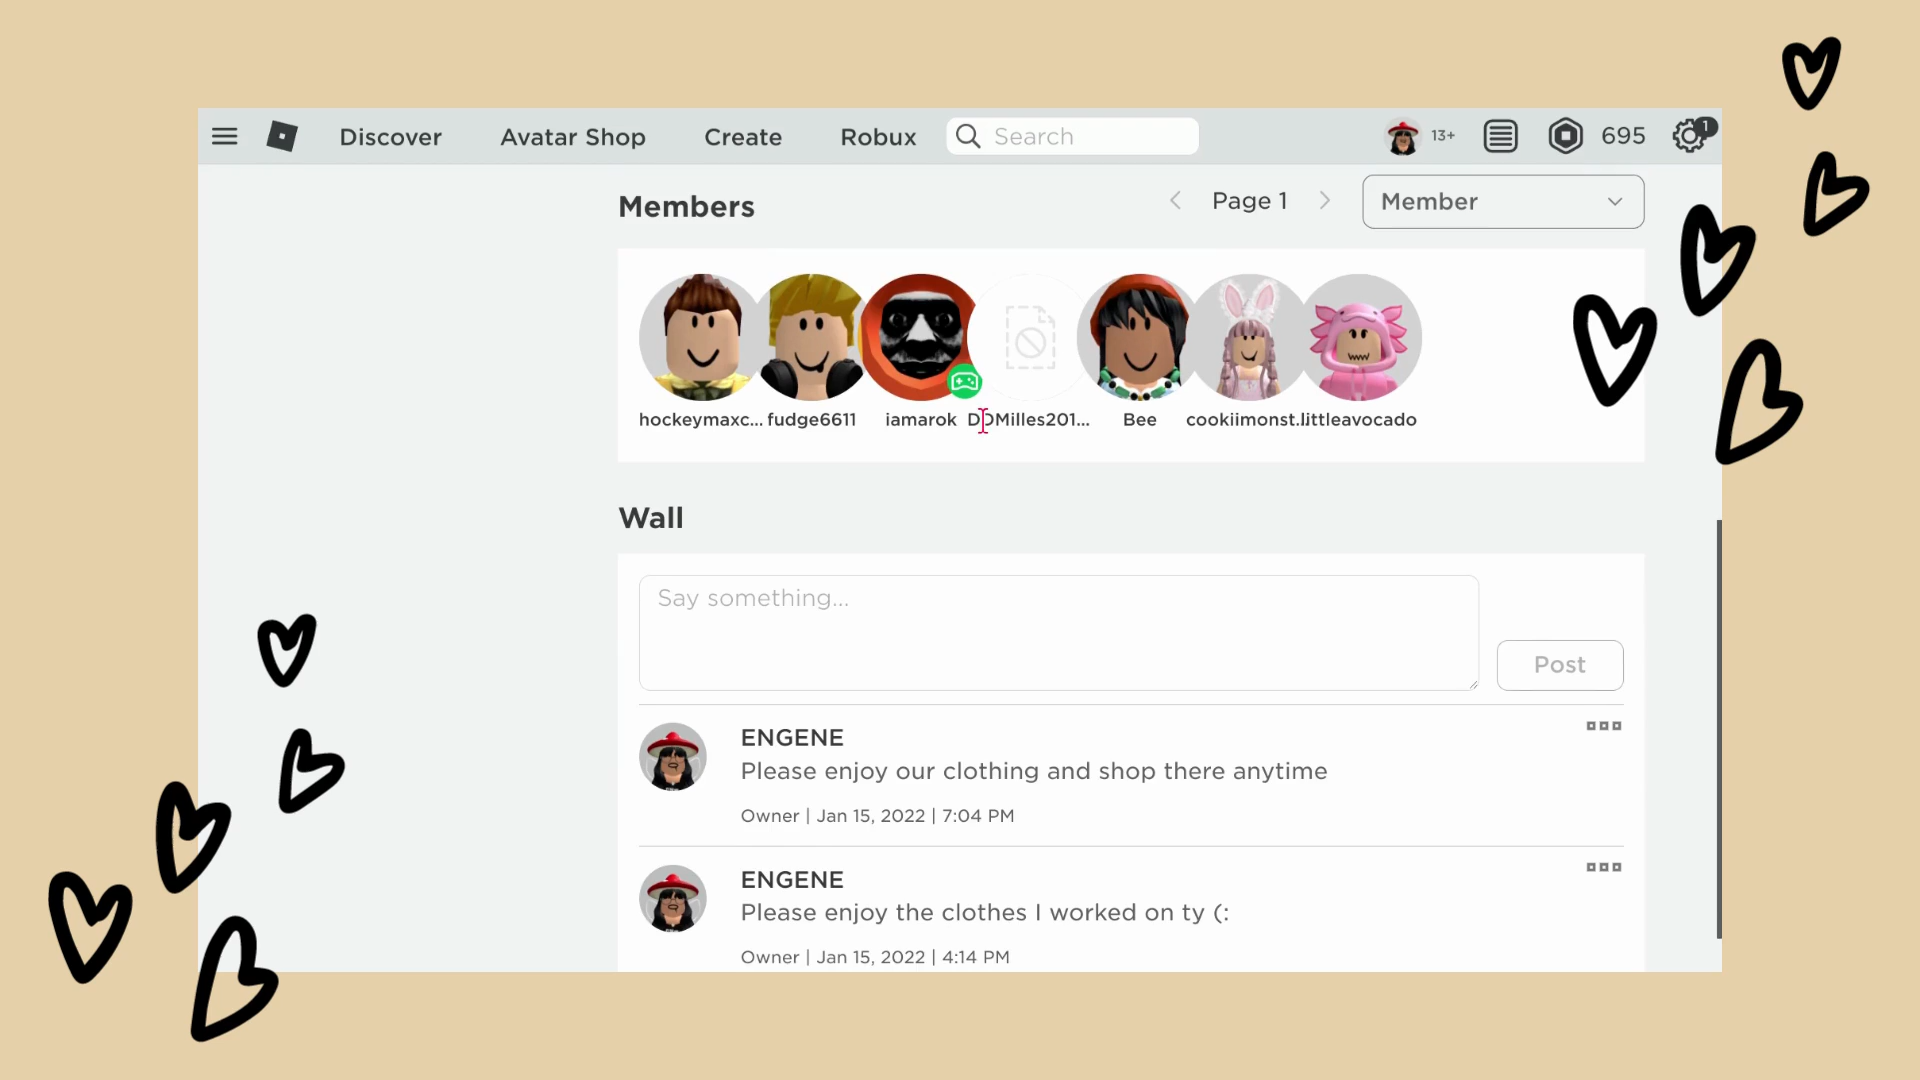 Discover Avatar Shop Create Robux Search 13+ 695 1
Members Page 1 Member
hockeymaxc... fudge6611 iamarok DDMilles201... Bee cookiimonst... littleavocado
Wall
Say something...
Post
ENGENE
Please enjoy our clothing and shop there anytime
Owner | Jan 15, 2022 | 7:04 PM
ENGENE
Please enjoy the clothes I worked on ty (:
Owner | Jan 15, 2022 | 4:14 PM